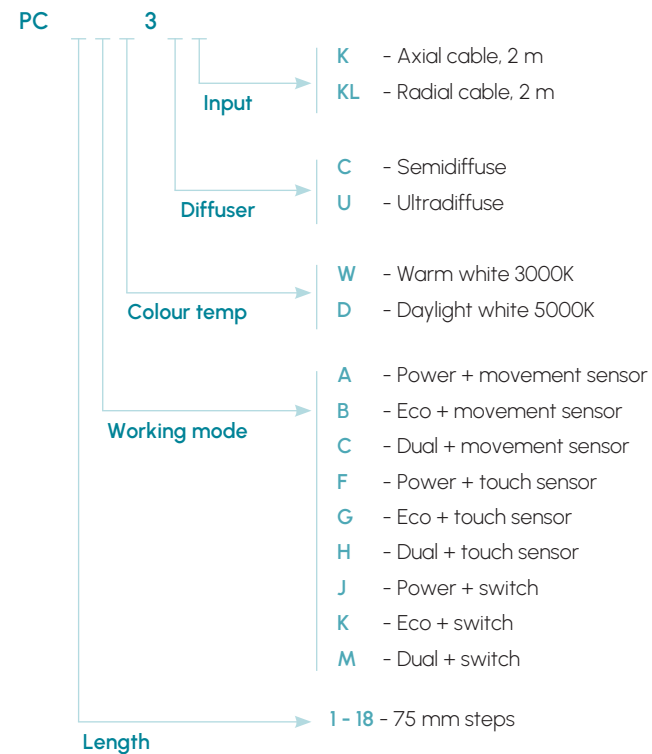 PC 3
K - Axial cable, 2 m
KL - Radial cable, 2 m
Input
C - Semidiffuse
U - Ultradiffuse
Diffuser
W - Warm white 3000K
D - Daylight white 5000K
Colour temp
A - Power + movement sensor
B - Eco + movement sensor
C - Dual + movement sensor
F - Power + touch sensor
G - Eco + touch sensor
H - Dual + touch sensor
J - Power + switch
K - Eco + switch
M - Dual + switch
Working mode
1 - 18 - 75 mm steps
Length